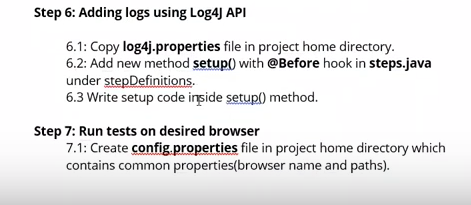 Step 6: Adding logs using Log4J API
6.1: Copy log4j.properties file in project home directory.
6.2: Add new method setup() with @Before hook in steps.java
under stepDefinitions.
6.3 Write setup code inside setup() method.
Step 7: Run tests on desired browser
7.1: Create config.properties file in project home directory which
contains common properties(browser name and paths).